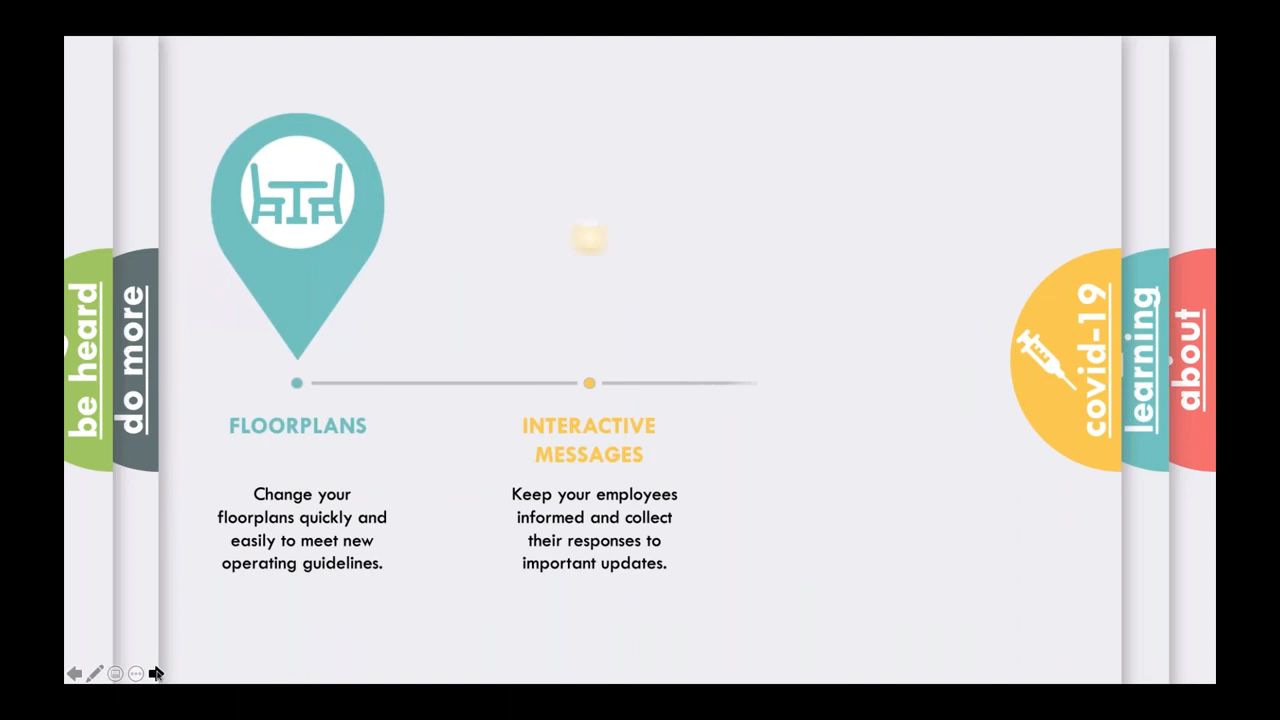 be heard
do more
FLOORPLANS
Change your
floorplans quickly and
easily to meet new
operating guidelines.
INTERACTIVE
MESSAGES
Keep your employees
informed and collect
their responses to
important updates.
covid-19
learning
about